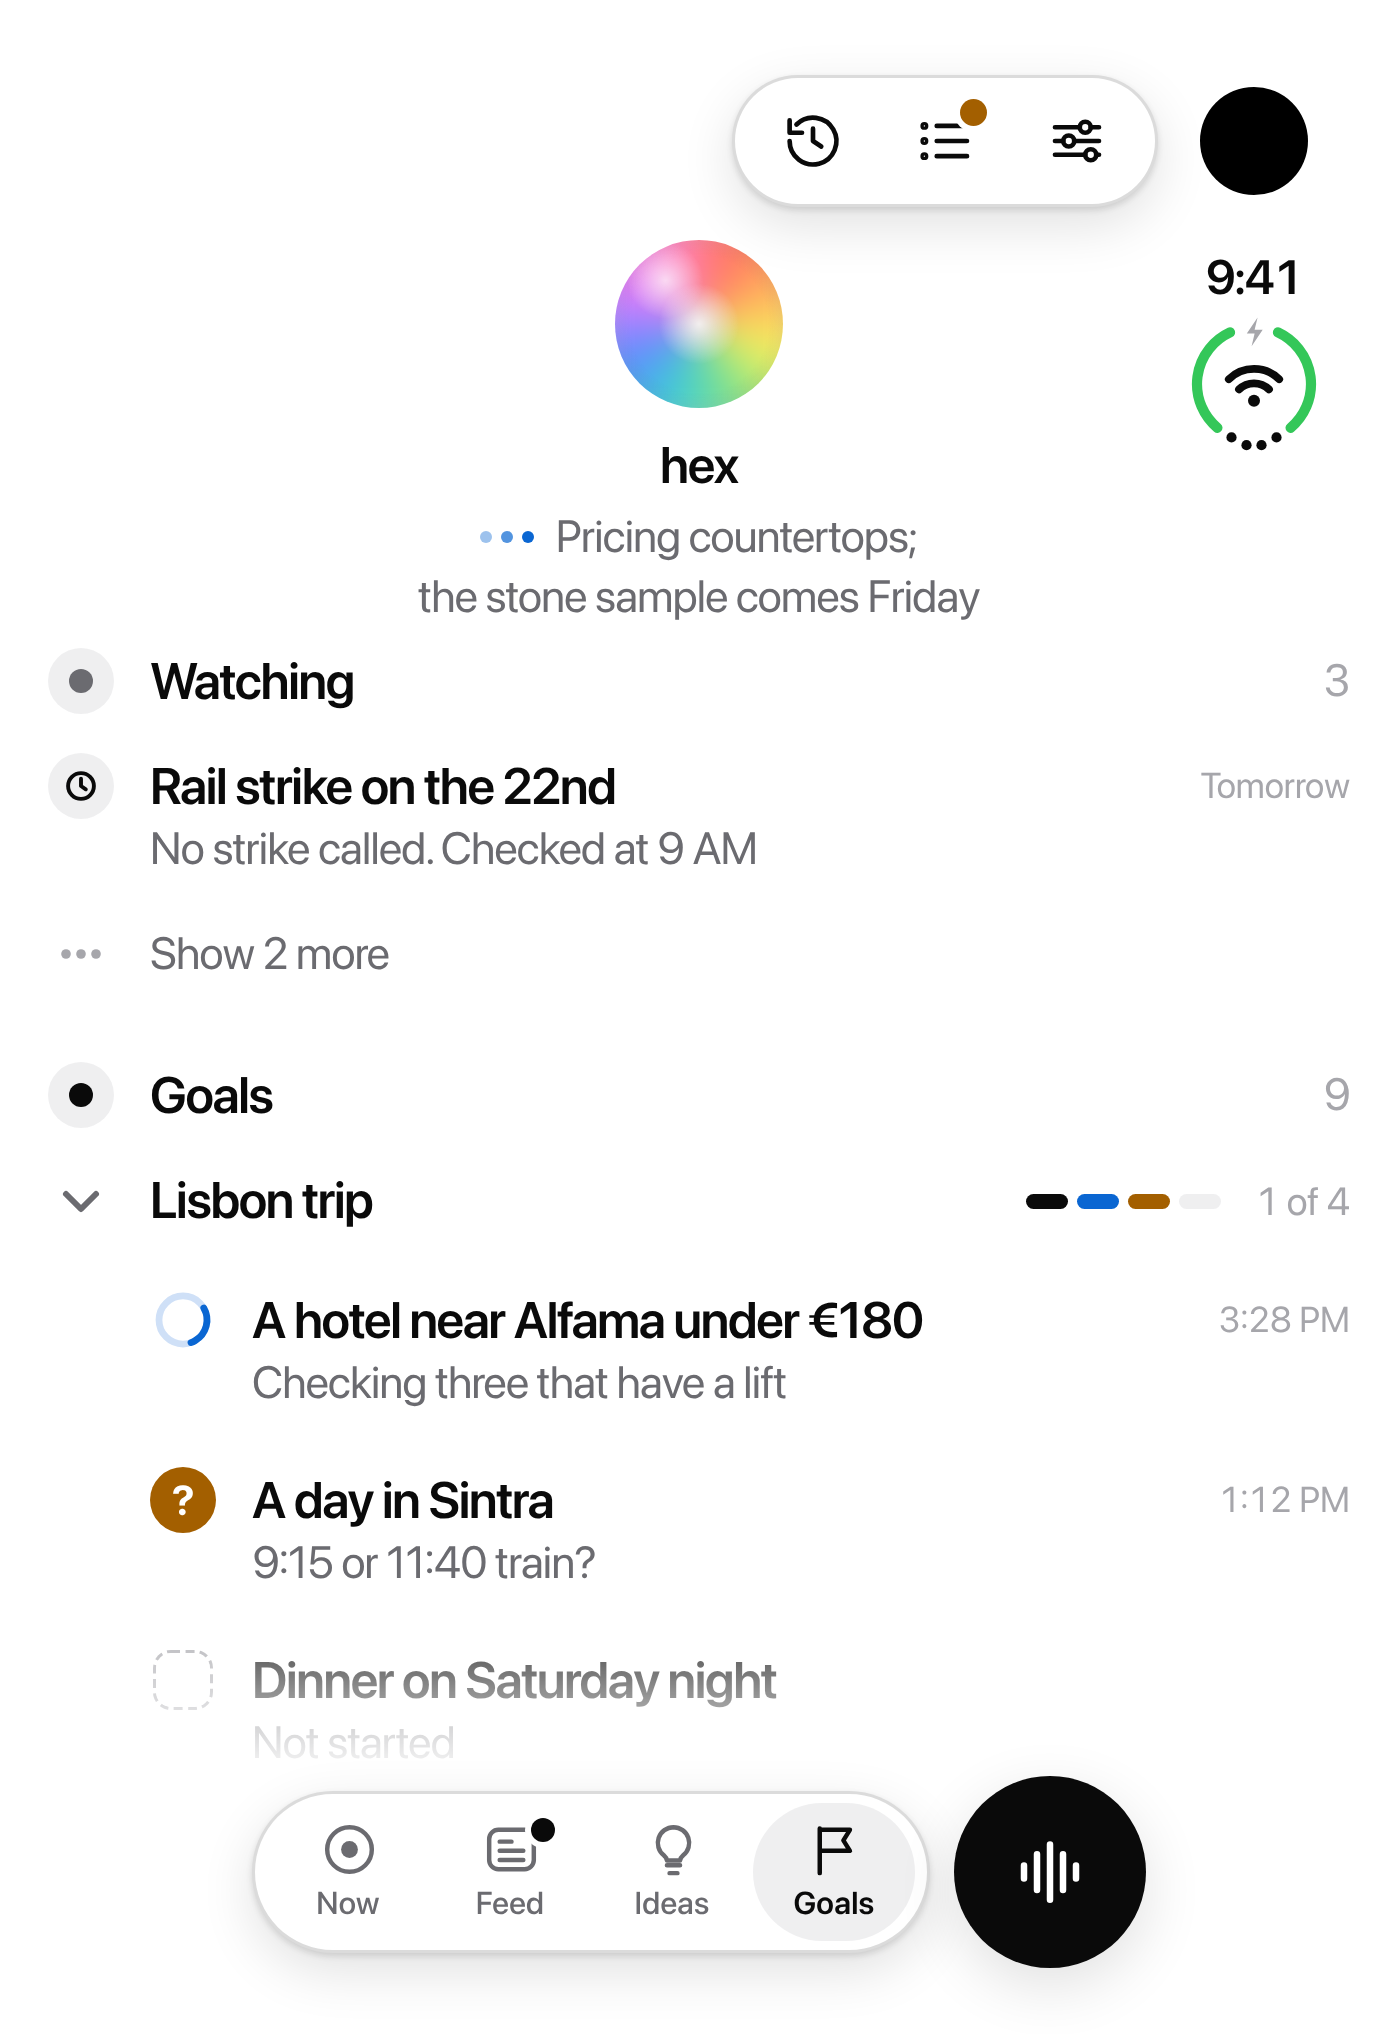 9:41
hex
Pricing countertops;
the stone sample comes Friday
Watching
3
Rail strike on the 22nd
Tomorrow
No strike called. Checked at 9 AM
Show 2 more
Goals
9
Lisbon trip
1 of 4
A hotel near Alfama under €180
3:28 PM
Checking three that have a lift
?
A day in Sintra
1:12 PM
9:15 or 11:40 train?
Dinner on Saturday night
Not started
Now
Feed
Ideas
Goals